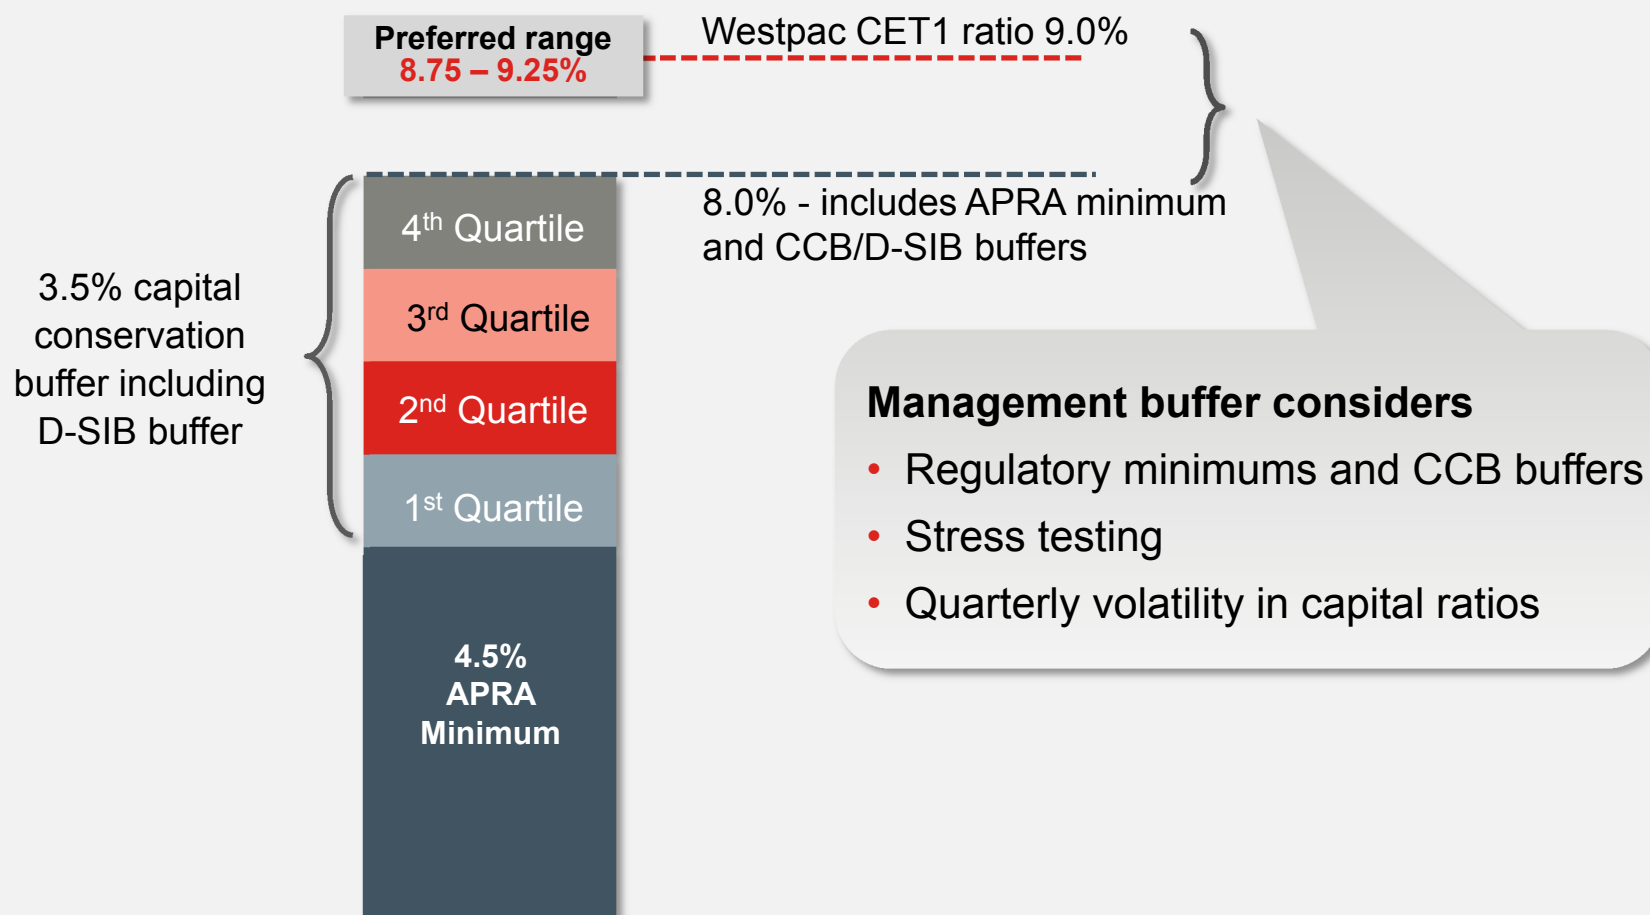 Preferred range
8.75 – 9.25%
Westpac CET1 ratio 9.0%
8.0% - includes APRA minimum
and CCB/D-SIB buffers
4th Quartile
3rd Quartile
2nd Quartile
1st Quartile
3.5% capital
conservation
buffer including
D-SIB buffer
4.5%
APRA
Minimum
Management buffer considers
• Regulatory minimums and CCB buffers
• Stress testing
• Quarterly volatility in capital ratios